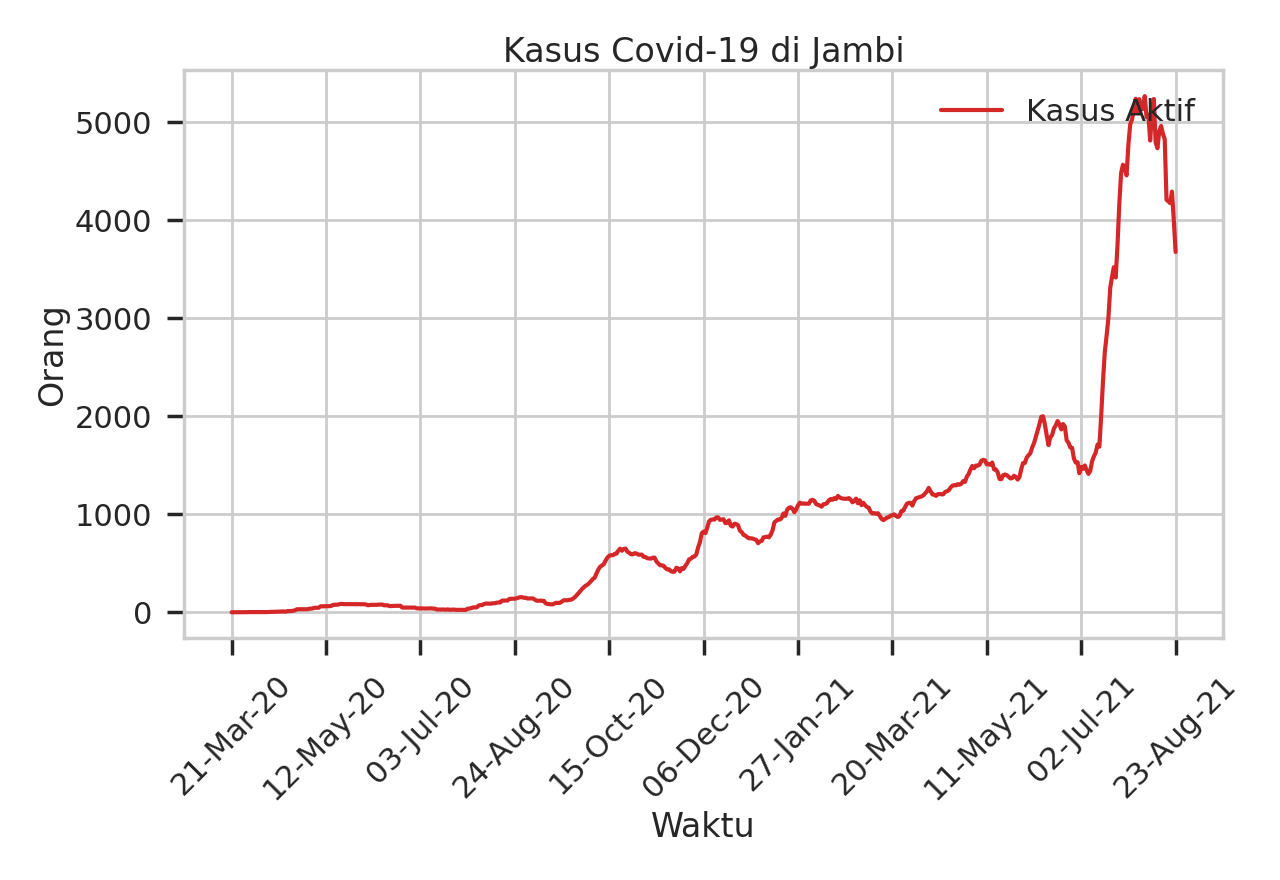 Kasus Covid-19 di Jambi
Kasus Aktif
Orang
5000
4000
3000
2000
1000
0
21-Mar-20
12-May-20
03-Jul-20
24-Aug-20
15-Oct-20
06-Dec-20
27-Jan-21
20-Mar-21
11-May-21
02-Jul-21
23-Aug-21
Waktu